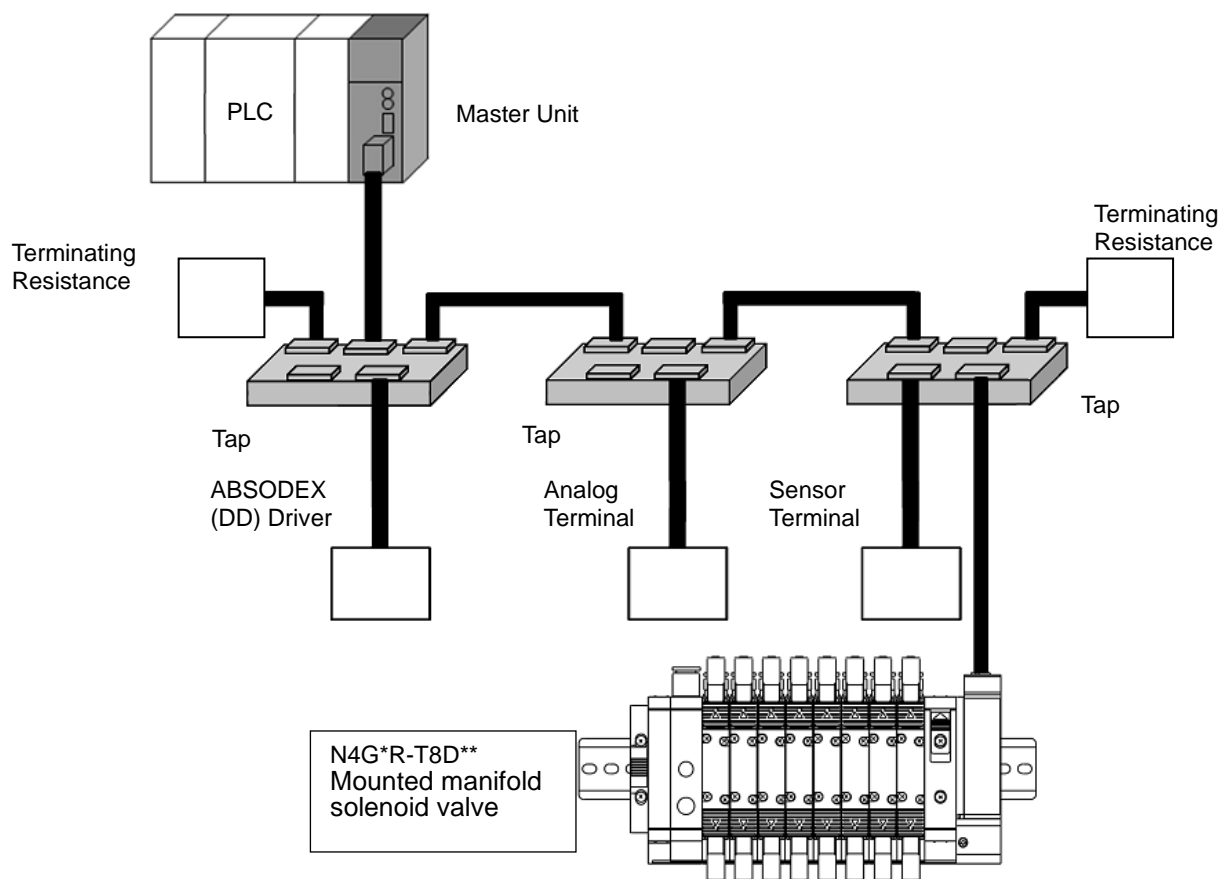 PLC
Master Unit
Terminating
Resistance
Terminating
Resistance
Tap
Tap
Tap
ABSODEX
(DD) Driver
Analog
Terminal
Sensor
Terminal
N4G*R-T8D**
Mounted manifold
solenoid valve